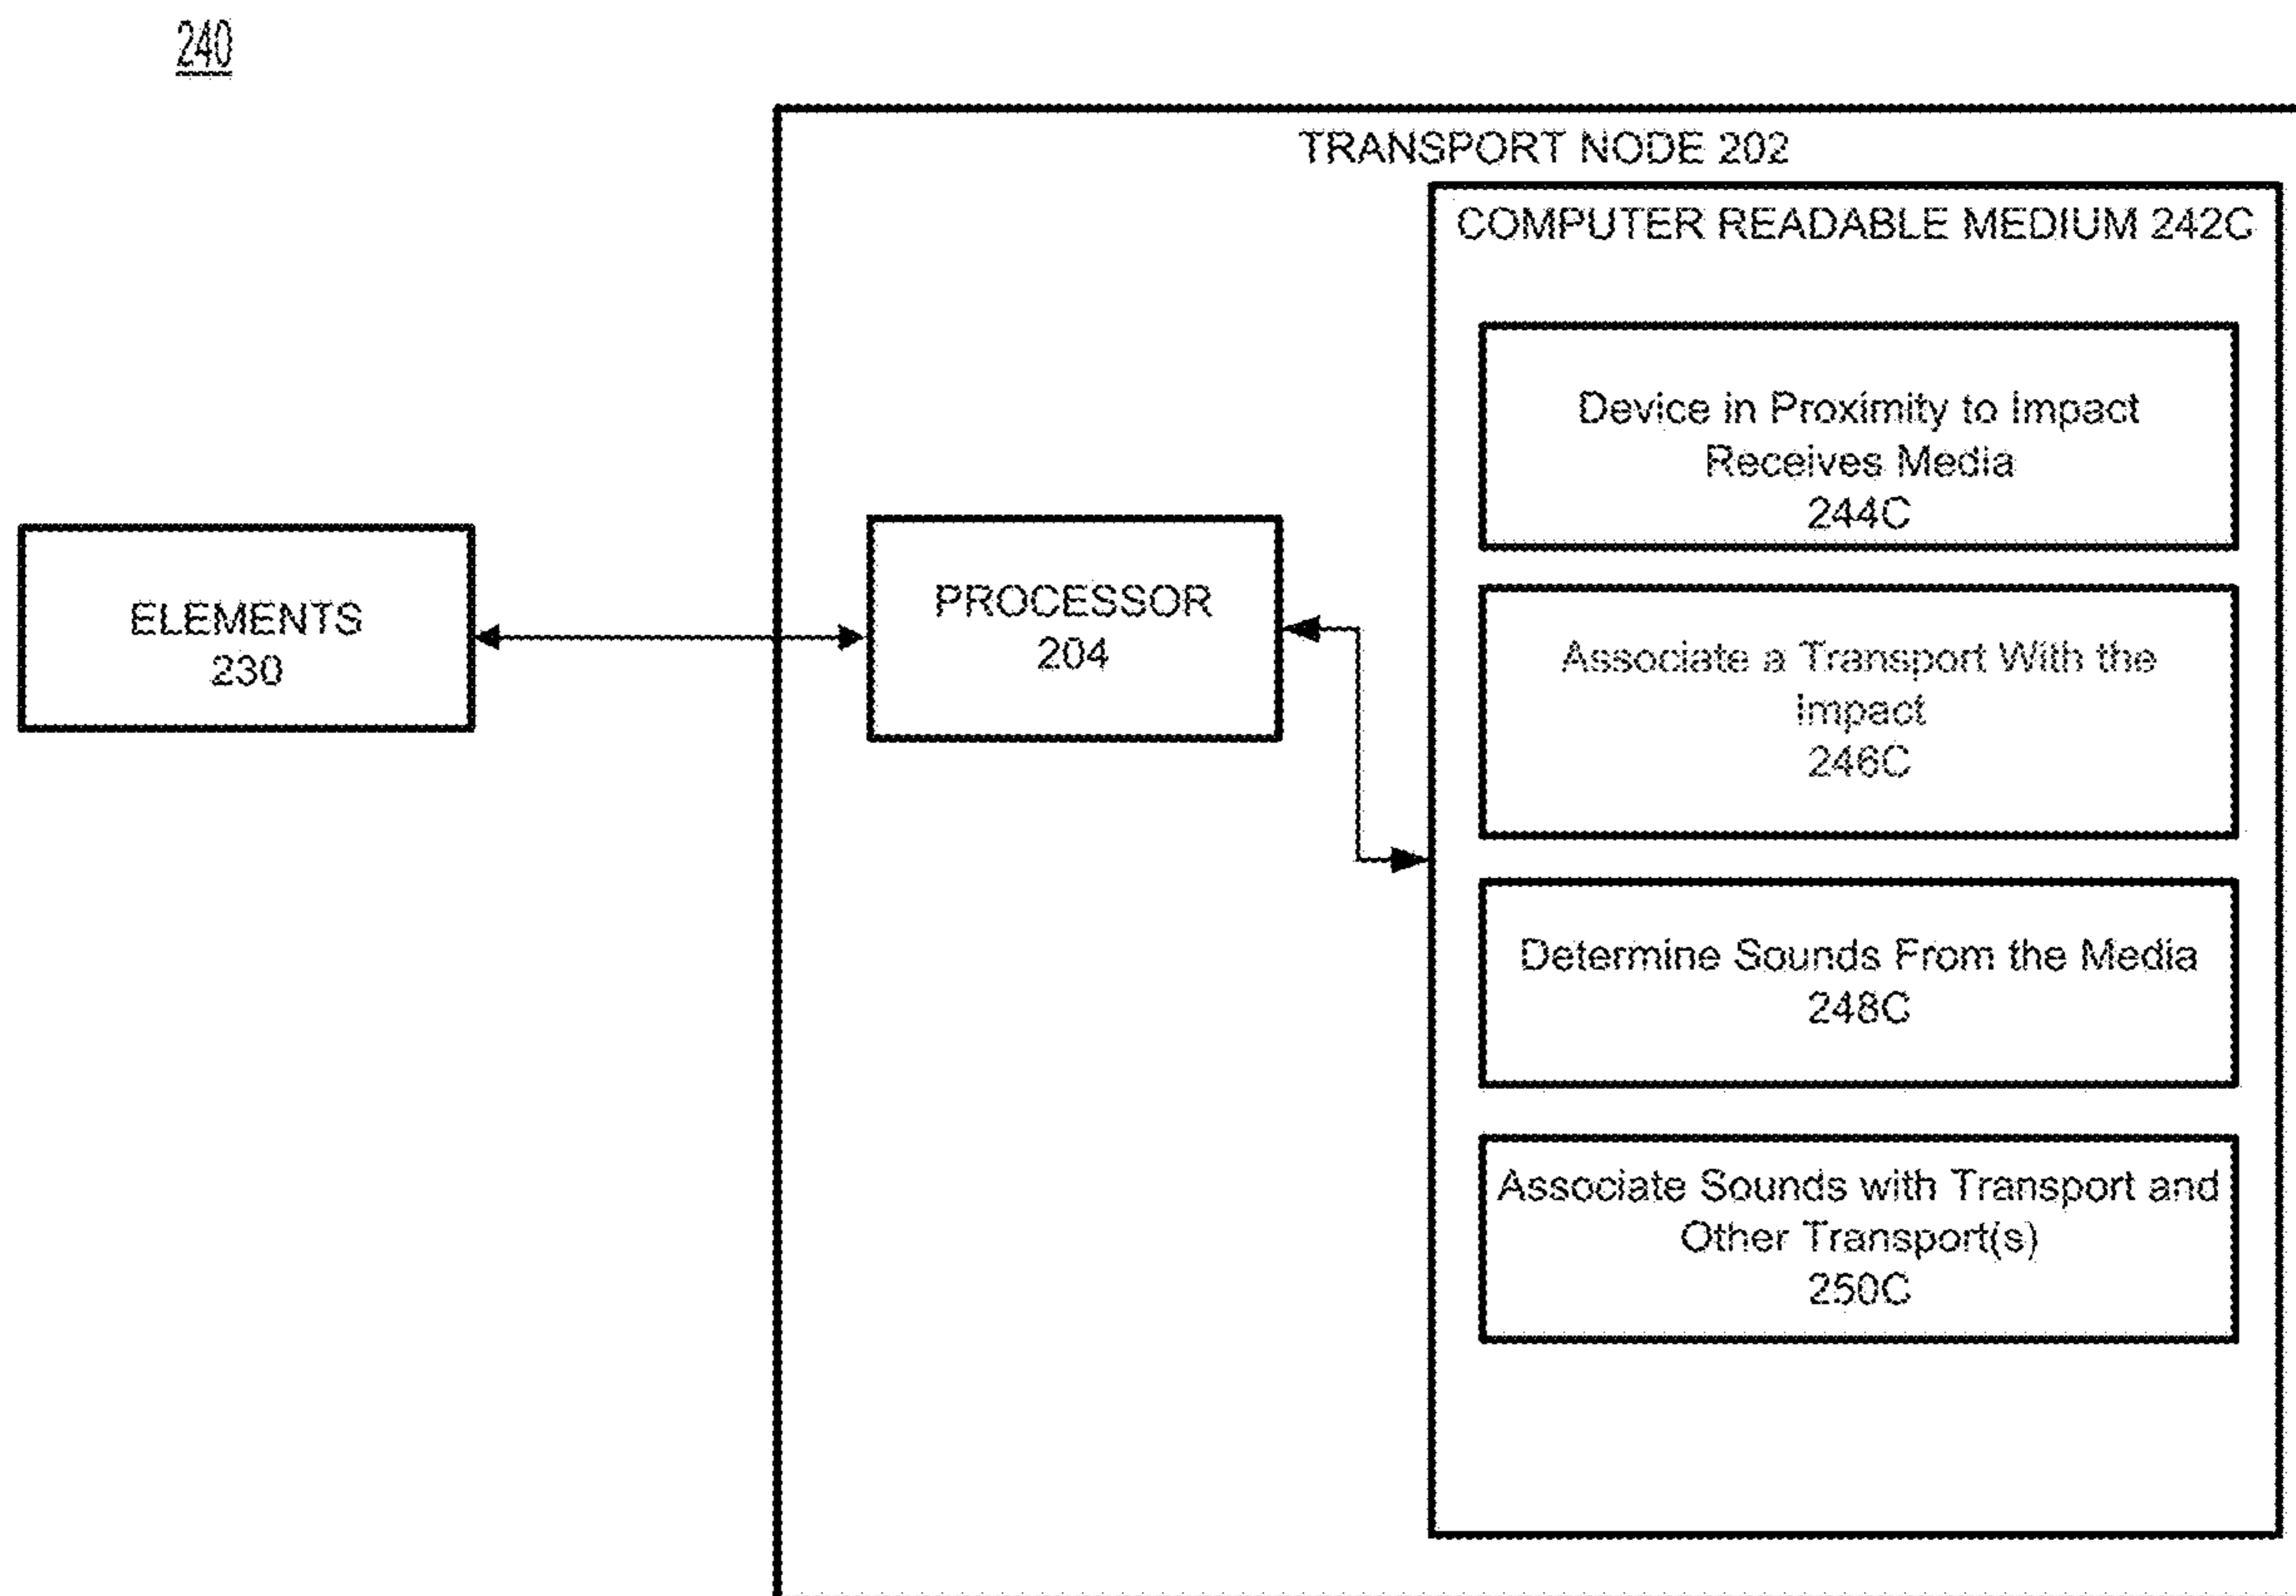 240
TRANSPORT NODE 202
COMPUTER READABLE MEDIUM 242C
Device in Proximity to Impact
Receives Media
244C
ELEMENTS
230
PROCESSOR
204
Associate a Transport With the
Impact
246C
Determine Sounds From the Media
248C
Associate Sounds with Transport and
Other Transport(s)
250C